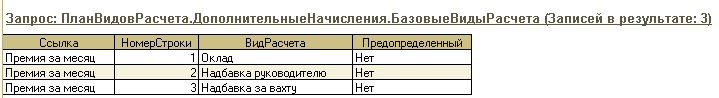 Запрос: ПланВидовРасчета.ДополнительныеНачисления.БазовыеВидыРасчета (Записей в результате: 3)
Ссылка НомерСтроки ВидРасчета Предопределенный
Премия за месяц 1 Оклад Нет
Премия за месяц 2 Надбавка руководителю Нет
Премия за месяц 3 Надбавка за вахту Нет